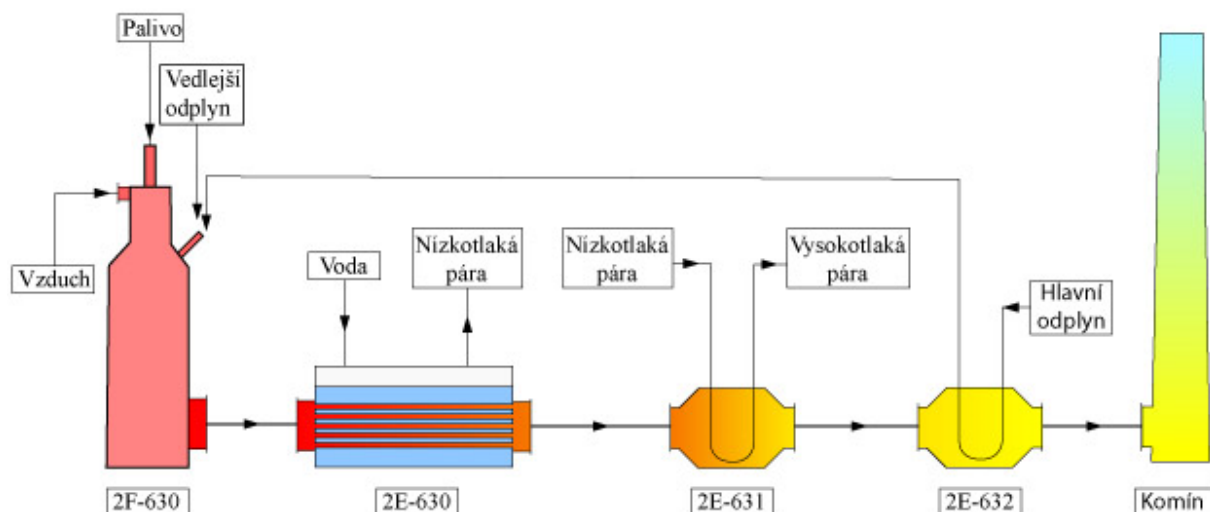 Palivo
Vedlejší
odplyn
Vzduch
Voda
Nízkotlaká
pára
Nízkotlaká
pára
Vysokotlaká
pára
Hlavní
odplyn
2F-630
2E-630
2E-631
2E-632
Komín